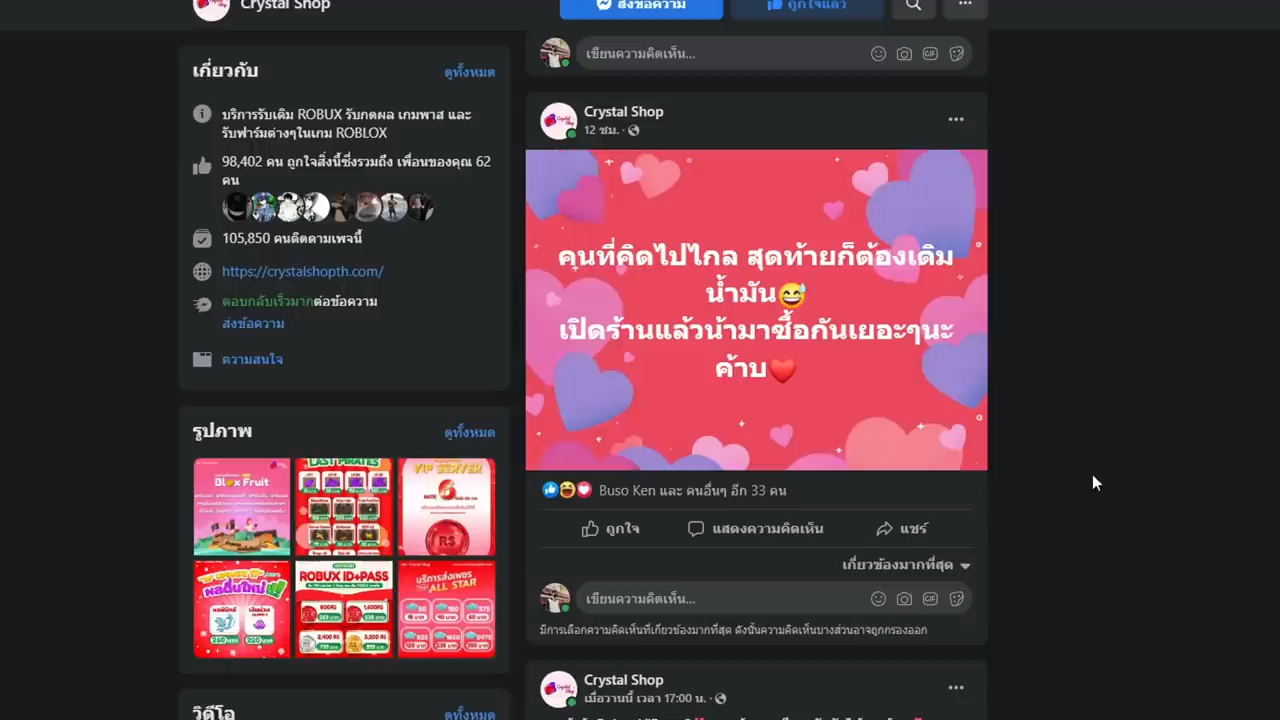 Crystal Shop
ส่งข้อความ
ถูกใจแล้ว
เขียนความคิดเห็น...
GIF
เกี่ยวกับ
ดูทั้งหมด
บริการรับเติม ROBUX รับกดผล เกมพาส และ
รับฟาร์มต่างๆในเกม ROBLOX
98,402 คน ถูกใจสิ่งนี้ซึ่งรวมถึง เพื่อนของคุณ 62
คน
105,850 คนติดตามเพจนี้
https://crystalshopth.com/
ตอบกลับเร็วมากต่อข้อความ
ส่งข้อความ
ความสนใจ
รูปภาพ
ดูทั้งหมด
Blox Fruit
LAST PIRATES
VIP SERVER
R$
ผลตื่นใหม่
ROBUX ID+PASS
บริการส่งเพชร
ALL STAR
วิดีโอ
ดูทั้งหมด
Crystal Shop
12 ชม.
คนที่คิดไปไกล สุดท้ายก็ต้องเติม
น้ำมัน😅
เปิดร้านแล้วน้ามาซื้อกันเยอะๆนะ
ค้าบ❤️
Buso Ken และ คนอื่นๆ อีก 33 คน
ถูกใจ
แสดงความคิดเห็น
แชร์
เกี่ยวข้องมากที่สุด
เขียนความคิดเห็น...
GIF
มีการเลือกความคิดเห็นที่เกี่ยวข้องมากที่สุด ดังนั้นความคิดเห็นบางส่วนอาจถูกกรองออก
Crystal Shop
เมื่อวานนี้ เวลา 17:00 น.